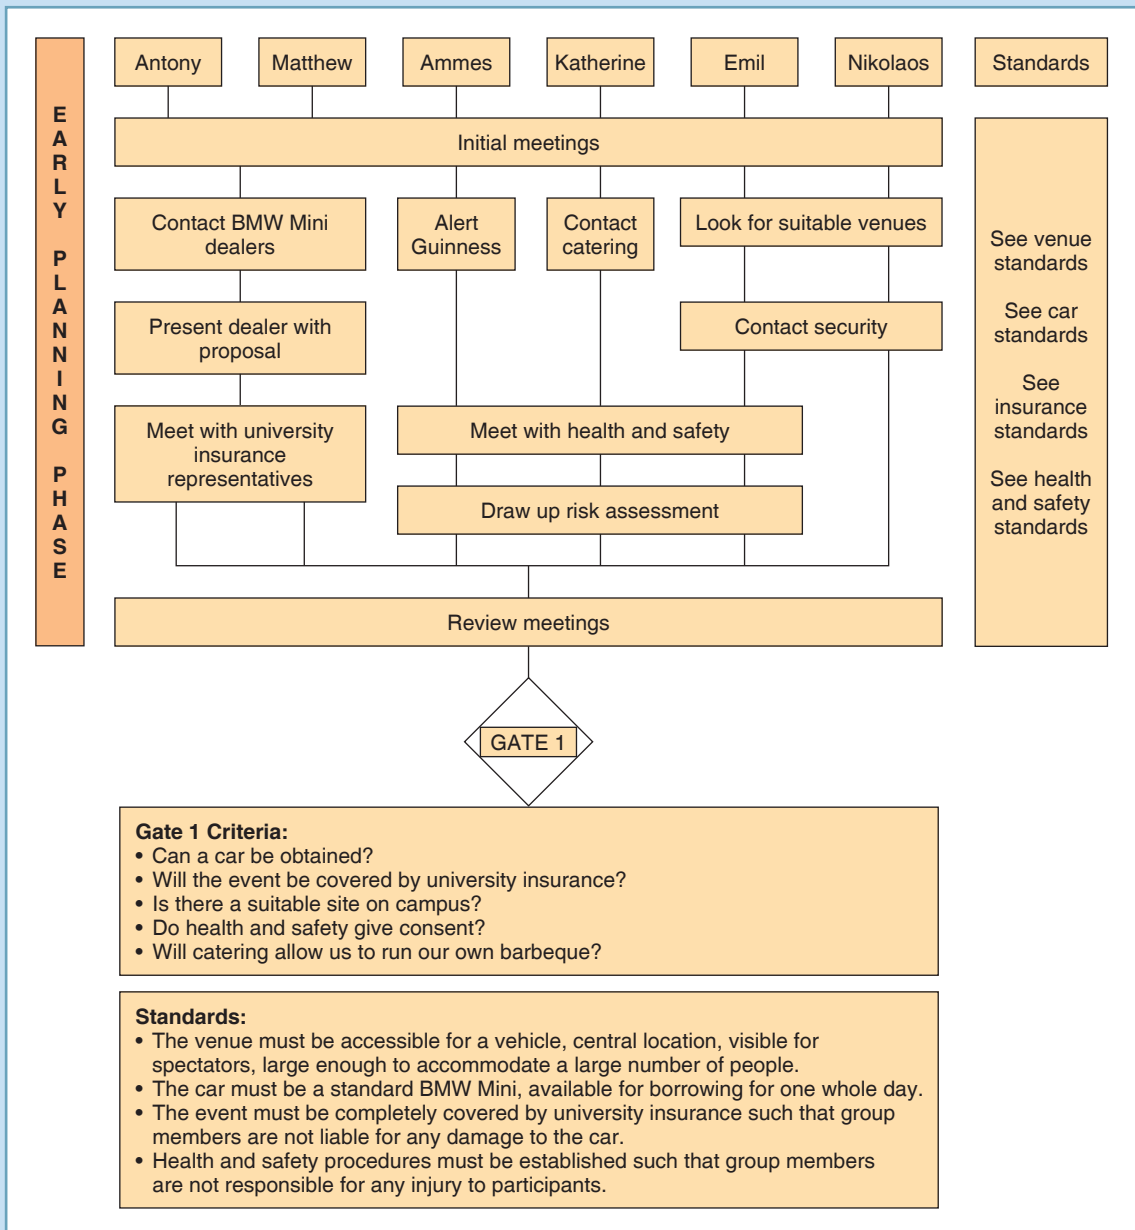 EARLY PLANNING PHASE
Antony
Matthew
Ammes
Katherine
Emil
Nikolaos
Standards
Initial meetings
Contact BMW Mini
dealers
Alert
Guinness
Contact
catering
Look for suitable venues
Present dealer with
proposal
Contact security
Meet with university
insurance
representatives
Meet with health and safety
Draw up risk assessment
See venue
standards
See car
standards
See
insurance
standards
See health
and safety
standards
Review meetings
GATE 1
Gate 1 Criteria:
• Can a car be obtained?
• Will the event be covered by university insurance?
• Is there a suitable site on campus?
• Do health and safety give consent?
• Will catering allow us to run our own barbeque?
Standards:
• The venue must be accessible for a vehicle, central location, visible for
spectators, large enough to accommodate a large number of people.
• The car must be a standard BMW Mini, available for borrowing for one whole day.
• The event must be completely covered by university insurance such that group
members are not liable for any damage to the car.
• Health and safety procedures must be established such that group members
are not responsible for any injury to participants.